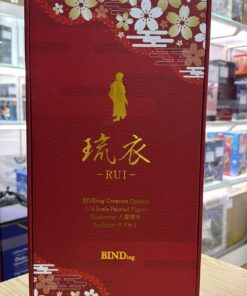 琉衣
-RUI-
BINDing Creators Opinion
1/4 Scale Painted Figure
BINDing